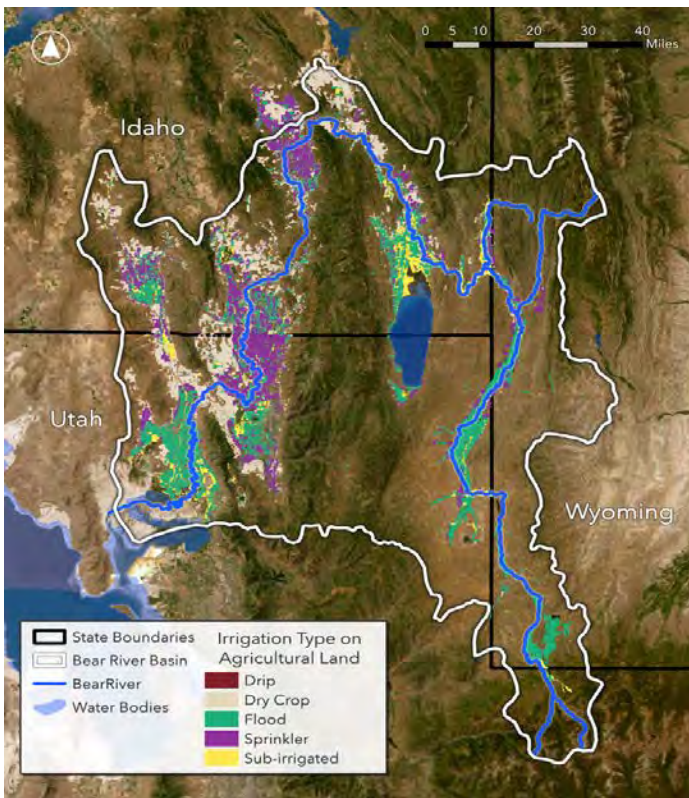 0 5 10 20 30 40
Miles
Idaho
Utah
Wyoming
State Boundaries
Bear River Basin
BearRiver
Water Bodies
Irrigation Type on
Agricultural Land
Drip
Dry Crop
Flood
Sprinkler
Sub-irrigated